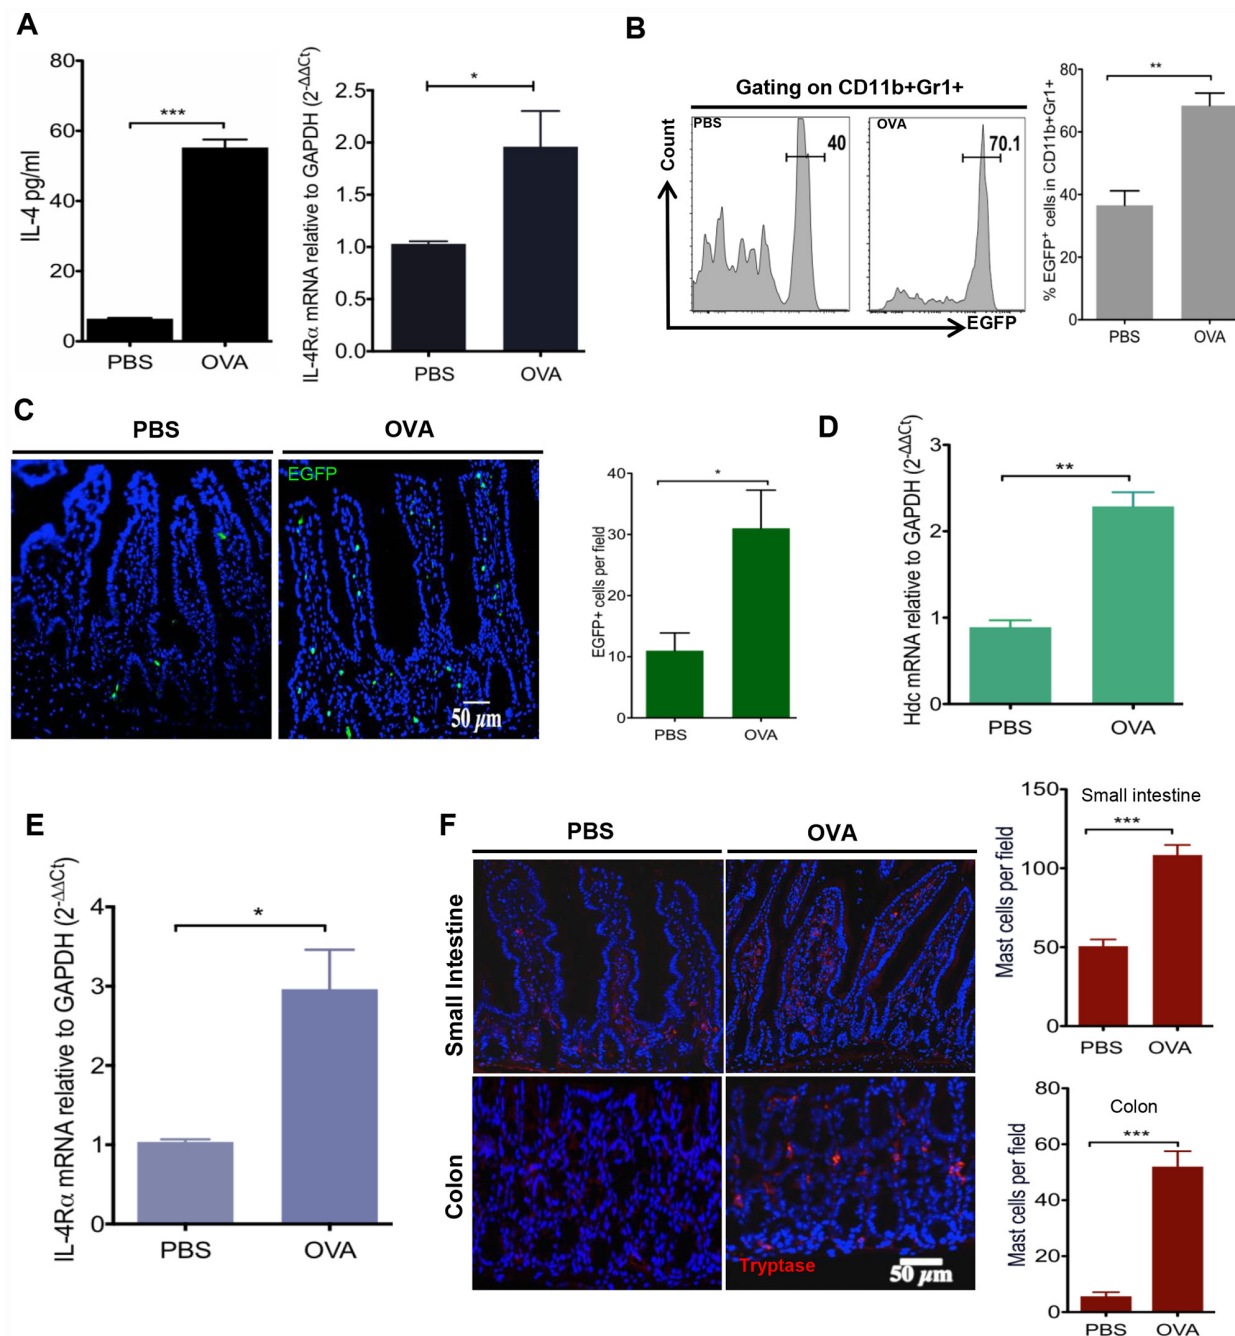 A
IL-4 pg/ml
80
60
40
20
0
***
PBS
OVA
IL-4Rα mRNA relative to GAPDH (2-ΔΔCt)
2.5
2.0
1.5
1.0
0.5
0.0
*
PBS
OVA
B
Gating on CD11b+Gr1+
Count
PBS
40
OVA
70.1
EGFP
% EGFP+ cells in CD11b+Gr1+
80
60
40
20
0
**
PBS
OVA
C
PBS
OVA
EGFP
50 µm
EGFP+ cells per field
40
30
20
10
0
*
PBS
OVA
D
Hdc mRNA relative to GAPDH (2-ΔΔCt)
3
2
1
0
**
PBS
OVA
E
IL-4Rα mRNA relative to GAPDH (2-ΔΔCt)
4
3
2
1
0
*
PBS
OVA
F
PBS
OVA
Small Intestine
Colon
Tryptase
50 µm
Mast cells per field
150
100
50
0
Small intestine
***
PBS
OVA
Mast cells per field
80
60
40
20
0
Colon
***
PBS
OVA